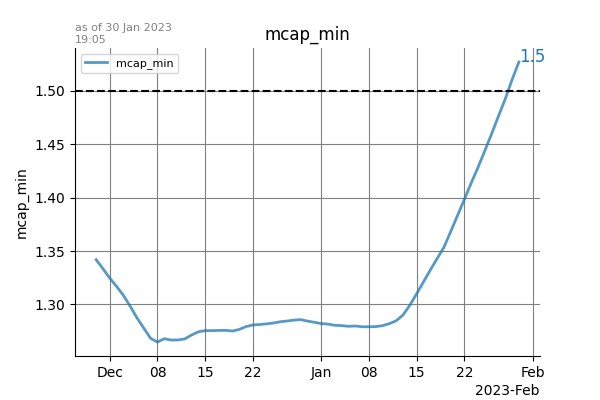 as of 30 Jan 2023
19:05
mcap_min
mcap_min
1.5
1.50
1.45
1.40
1.35
1.30
mcap_min
Dec 08 15 22 Jan 08 15 22 Feb
2023-Feb